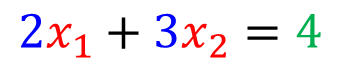 2x₁ + 3x₂ = 4